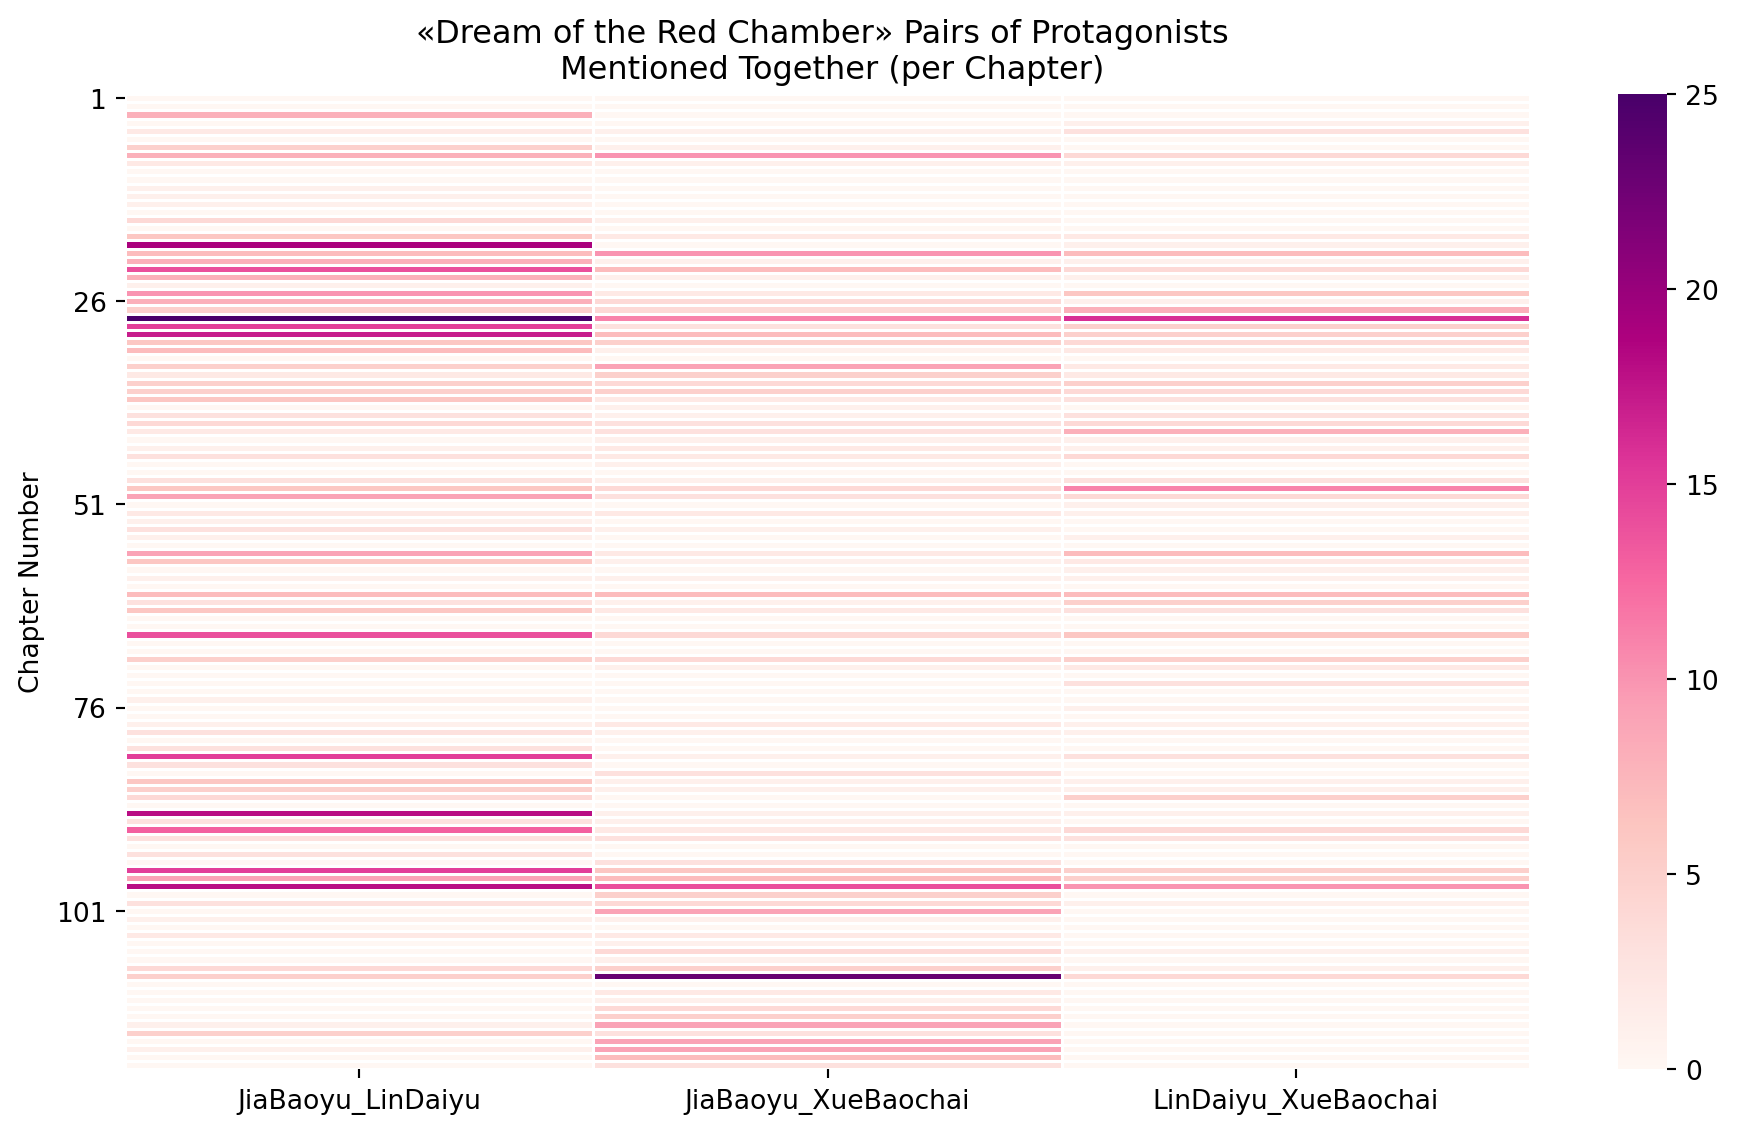 «Dream of the Red Chamber» Pairs of Protagonists
Mentioned Together (per Chapter)
Chapter Number
1
26
51
76
101
JiaBaoyu_LinDaiyu
JiaBaoyu_XueBaochai
LinDaiyu_XueBaochai
25
20
15
10
5
0